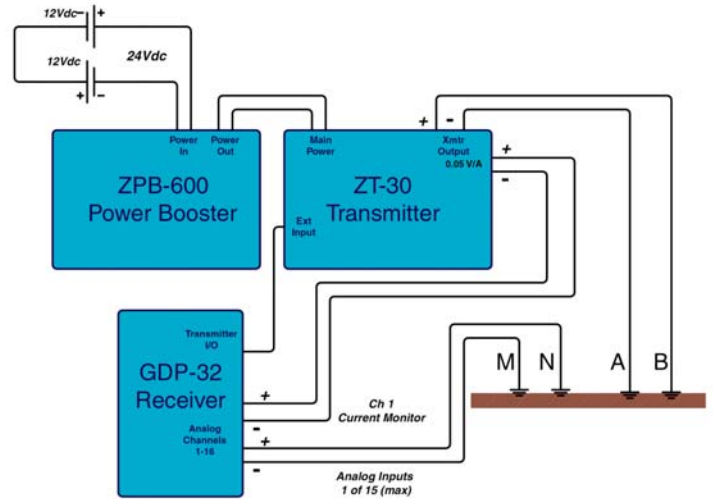 12Vdc
-
+
12Vdc
+
-
24Vdc
Power
In
Power
Out
ZPB-600
Power Booster
Main
Power
+
-
Xmtr
Output
0.05 V/A
+
-
ZT-30
Transmitter
Ext
Input
Transmitter
I/O
GDP-32
Receiver
Analog
Channels
1-16
+
-
+
-
Ch 1
Current Monitor
Analog Inputs
1 of 15 (max)
M
N
A
B